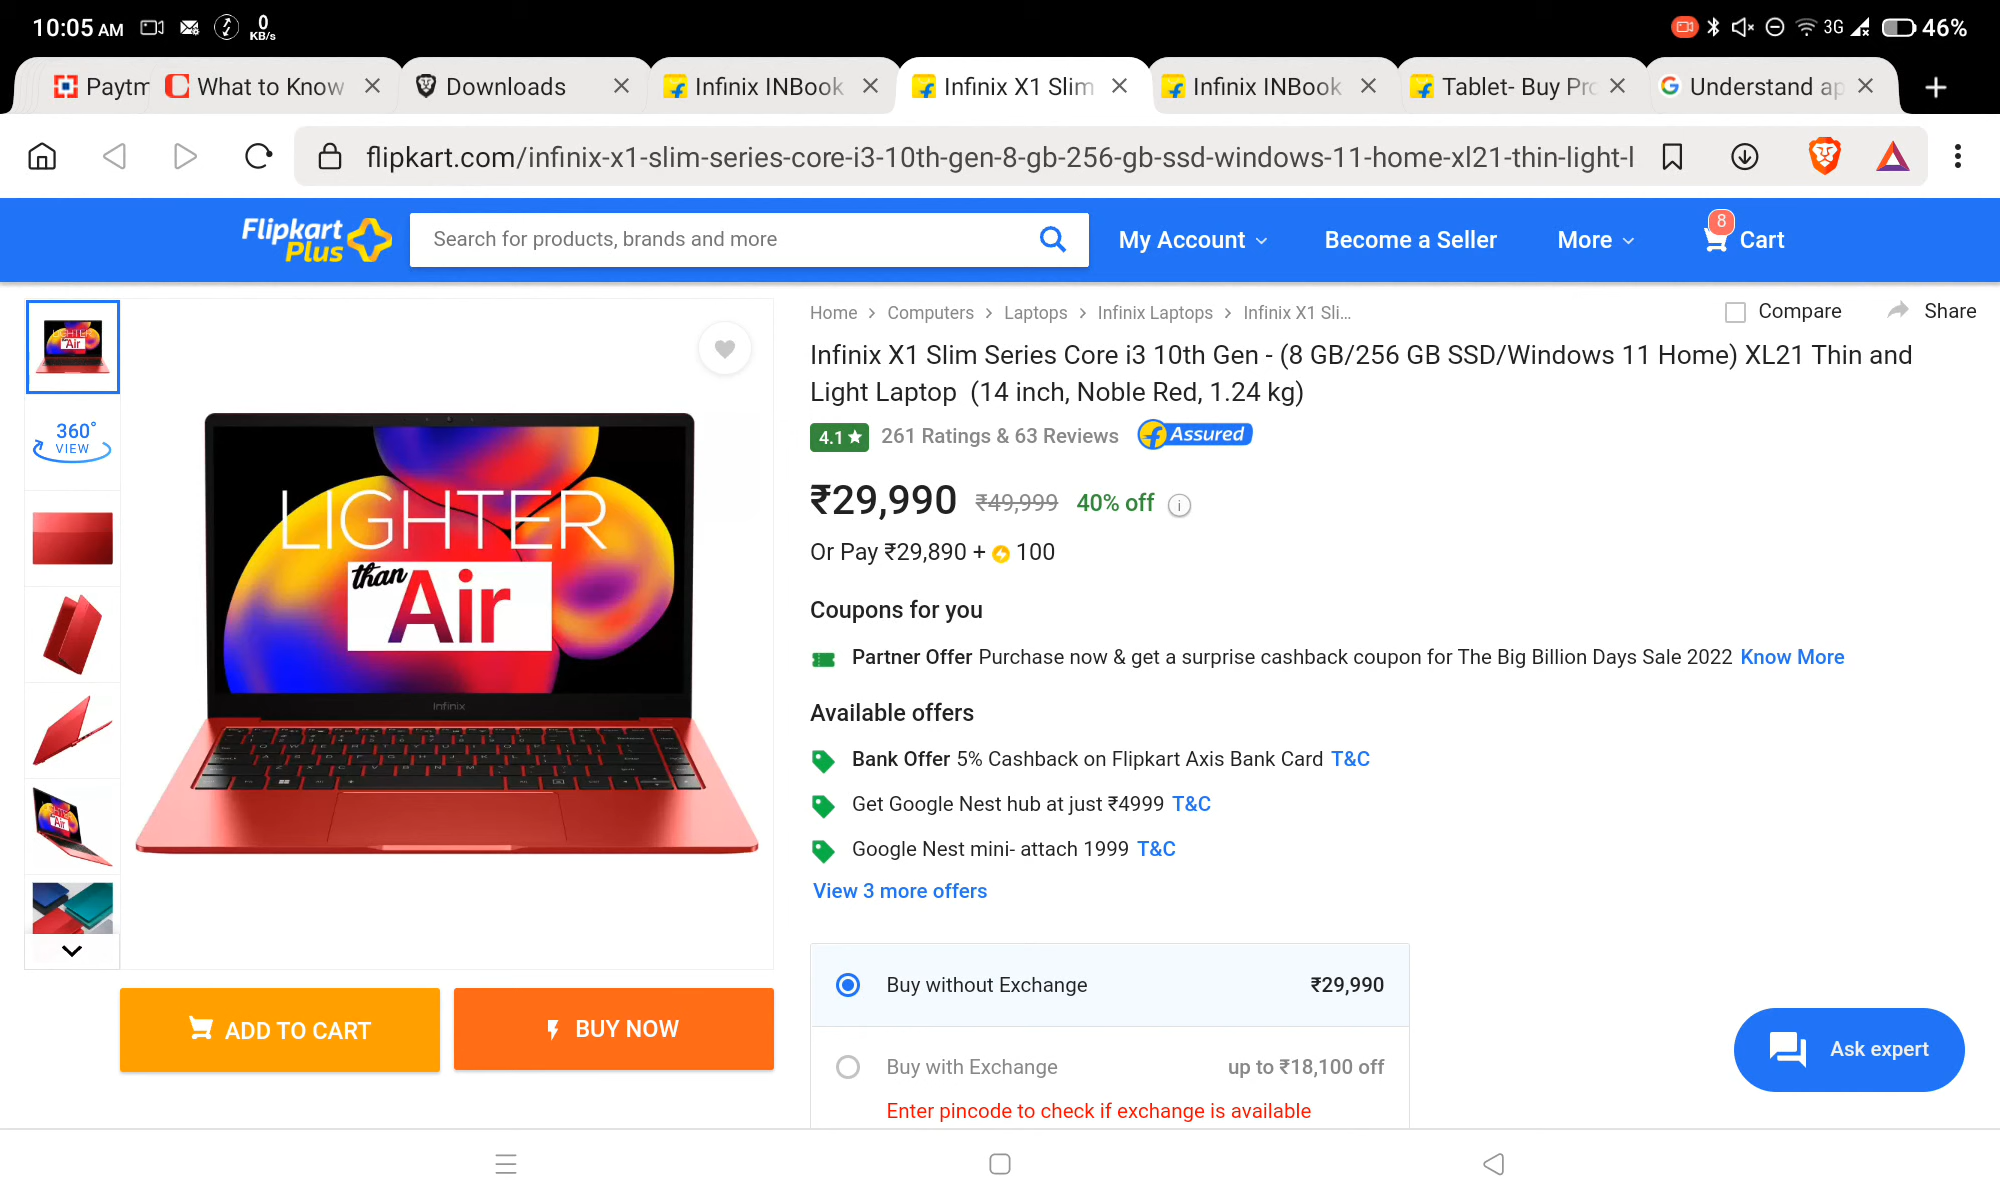 10:05 AM
0
KB/s
3G
46%
Paytm
What to Know
Downloads
Infinix INBook
Infinix X1 Slim
Infinix INBook
Tablet- Buy Pro
Understand ap
flipkart.com/infinix-x1-slim-series-core-i3-10th-gen-8-gb-256-gb-ssd-windows-11-home-xl21-thin-light-l
Flipkart
Plus
Search for products, brands and more
My Account
Become a Seller
More
8
Cart
Home > Computers > Laptops > Infinix Laptops > Infinix X1 Sli...
Compare
Share
Infinix X1 Slim Series Core i3 10th Gen - (8 GB/256 GB SSD/Windows 11 Home) XL21 Thin and
Light Laptop (14 inch, Noble Red, 1.24 kg)
4.1★ 261 Ratings & 63 Reviews
Assured
₹29,990 ₹49,999 40% off i
Or Pay ₹29,890 + 100
Coupons for you
Partner Offer Purchase now & get a surprise cashback coupon for The Big Billion Days Sale 2022 Know More
Available offers
Bank Offer 5% Cashback on Flipkart Axis Bank Card T&C
Get Google Nest hub at just ₹4999 T&C
Google Nest mini- attach 1999 T&C
View 3 more offers
Buy without Exchange ₹29,990
Buy with Exchange up to ₹18,100 off
Enter pincode to check if exchange is available
LIGHTER
Air
360°
VIEW
Air
LIGHTER
than
Air
Infinix
ADD TO CART
BUY NOW
Ask expert